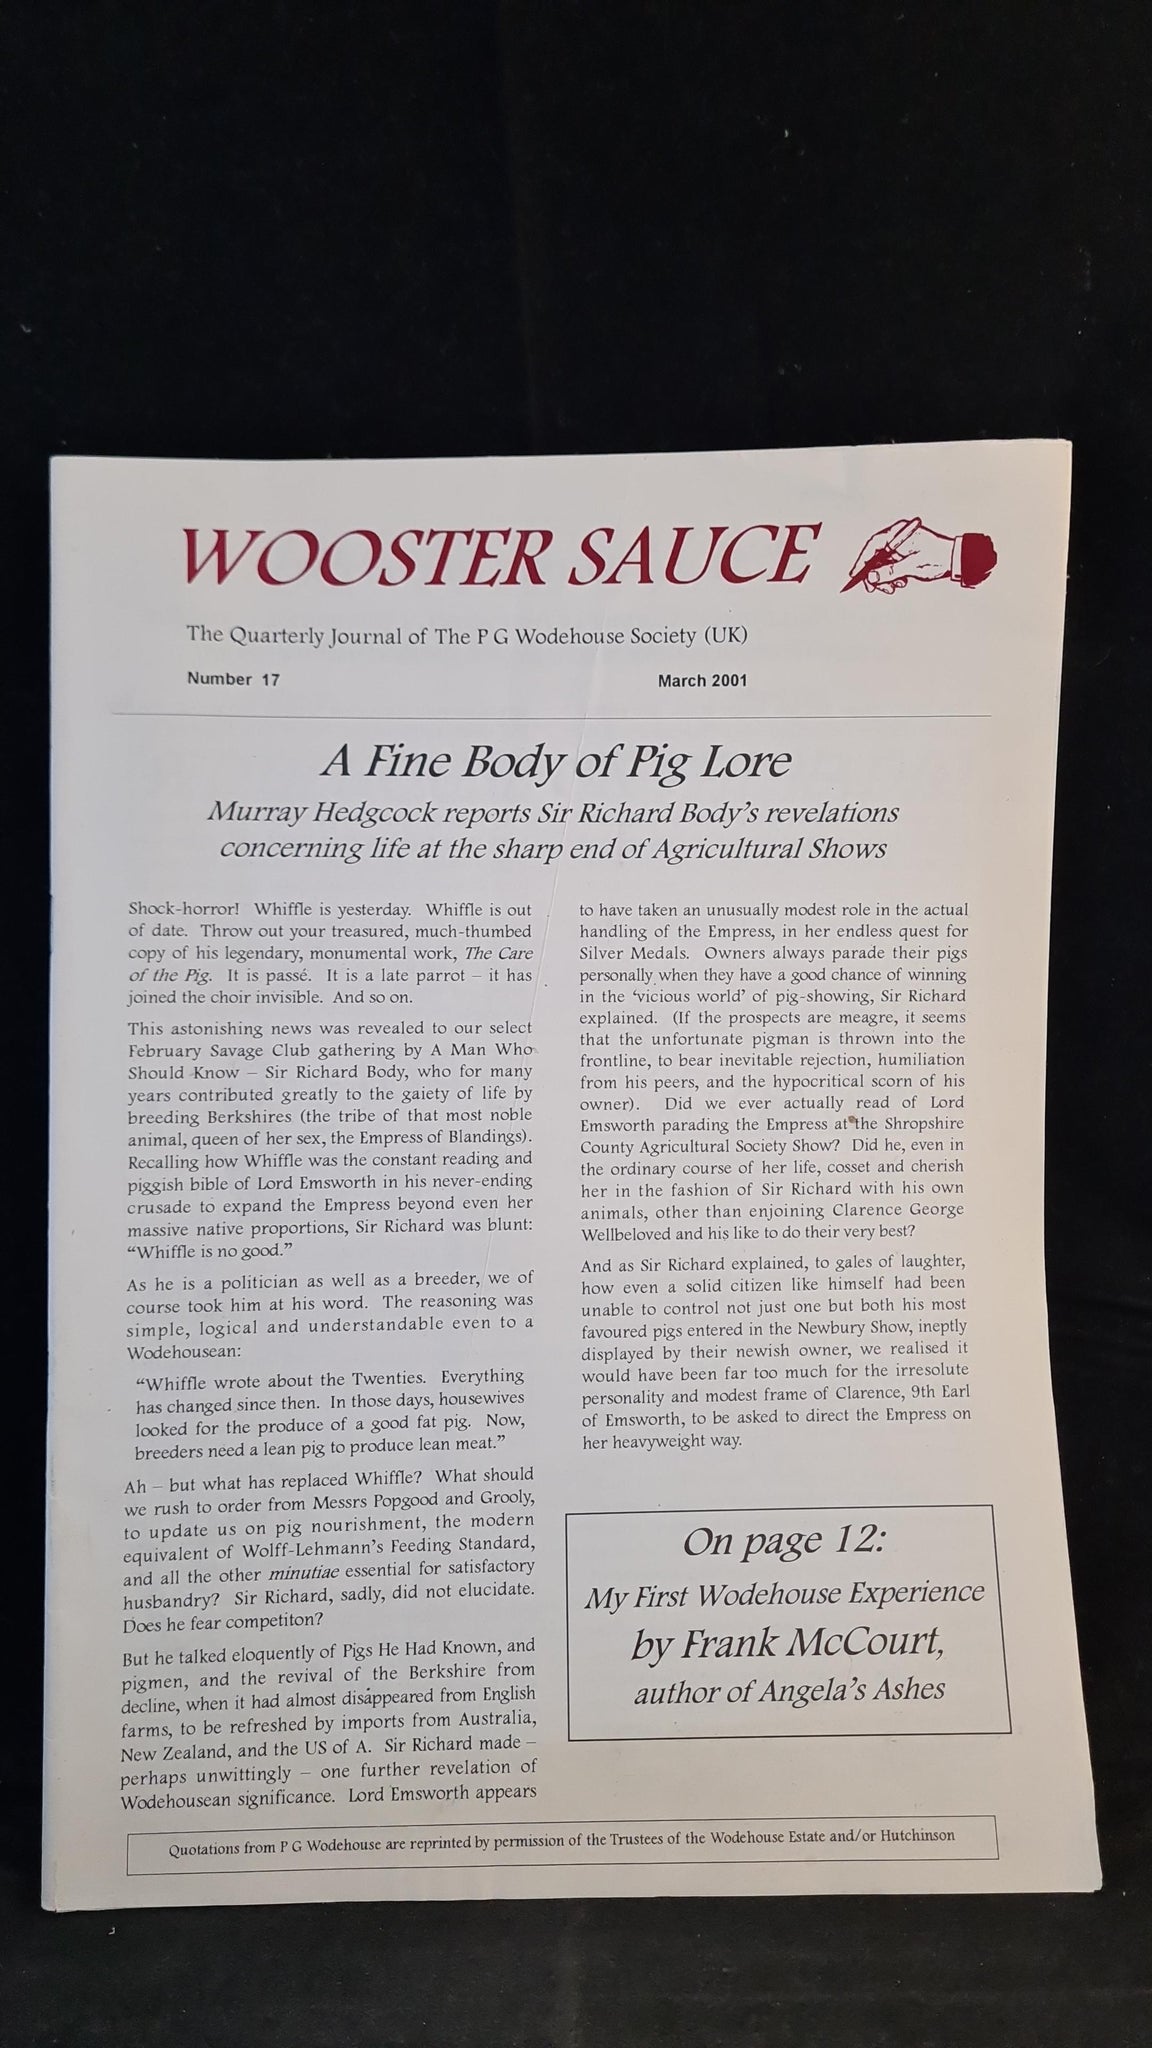 WOOSTER SAUCE
The Quarterly Journal of The P G Wodehouse Society (UK)
Number 17
March 2001
A Fine Body of Pig Lore
Murray Hedgcock reports Sir Richard Body's revelations
concerning life at the sharp end of Agricultural Shows
Shock-horror! Whiffle is yesterday. Whiffle is out
of date. Throw out your treasured, much-thumbed
copy of his legendary, monumental work, The Care
of the Pig. It is passé. It is a late parrot – it has
joined the choir invisible. And so on.
This astonishing news was revealed to our select
February Savage Club gathering by A Man Who
Should Know – Sir Richard Body, who for many
years contributed greatly to the gaiety of life by
breeding Berkshires (the tribe of that most noble
animal, queen of her sex, the Empress of Blandings).
Recalling how Whiffle was the constant reading and
piggish bible of Lord Emsworth in his never-ending
crusade to expand the Empress beyond even her
massive native proportions, Sir Richard was blunt:
"Whiffle is no good."
As he is a politician as well as a breeder, we of
course took him at his word. The reasoning was
simple, logical and understandable even to a
Wodehousean:
"Whiffle wrote about the Twenties. Everything
has changed since then. In those days, housewives
looked for the produce of a good fat pig. Now,
breeders need a lean pig to produce lean meat."
Ah – but what has replaced Whiffle? What should
we rush to order from Messrs Popgood and Grooly,
to update us on pig nourishment, the modern
equivalent of Wolff-Lehmann's Feeding Standard,
and all the other minutiae essential for satisfactory
husbandry? Sir Richard, sadly, did not elucidate.
Does he fear competiton?
But he talked eloquently of Pigs He Had Known, and
pigmen, and the revival of the Berkshire from
decline, when it had almost disappeared from English
farms, to be refreshed by imports from Australia,
New Zealand, and the US of A. Sir Richard made –
perhaps unwittingly – one further revelation of
Wodehousean significance. Lord Emsworth appears
to have taken an unusually modest role in the actual
handling of the Empress, in her endless quest for
Silver Medals. Owners always parade their pigs
personally when they have a good chance of winning
in the 'vicious world' of pig-showing, Sir Richard
explained. (If the prospects are meagre, it seems
that the unfortunate pigman is thrown into the
frontline, to bear inevitable rejection, humiliation
from his peers, and the hypocritical scorn of his
owner). Did we ever actually read of Lord
Emsworth parading the Empress at the Shropshire
County Agricultural Society Show? Did he, even in
the ordinary course of her life, cosset and cherish
her in the fashion of Sir Richard with his own
animals, other than enjoining Clarence George
Wellbeloved and his like to do their very best?
And as Sir Richard explained, to gales of laughter,
how even a solid citizen like himself had been
unable to control not just one but both his most
favoured pigs entered in the Newbury Show, ineptly
displayed by their newish owner, we realised it
would have been far too much for the irresolute
personality and modest frame of Clarence, 9th Earl
of Emsworth, to be asked to direct the Empress on
her heavyweight way.
On page 12:
My First Wodehouse Experience
by Frank McCourt,
author of Angela's Ashes
Quotations from P G Wodehouse are reprinted by permission of the Trustees of the Wodehouse Estate and/or Hutchinson